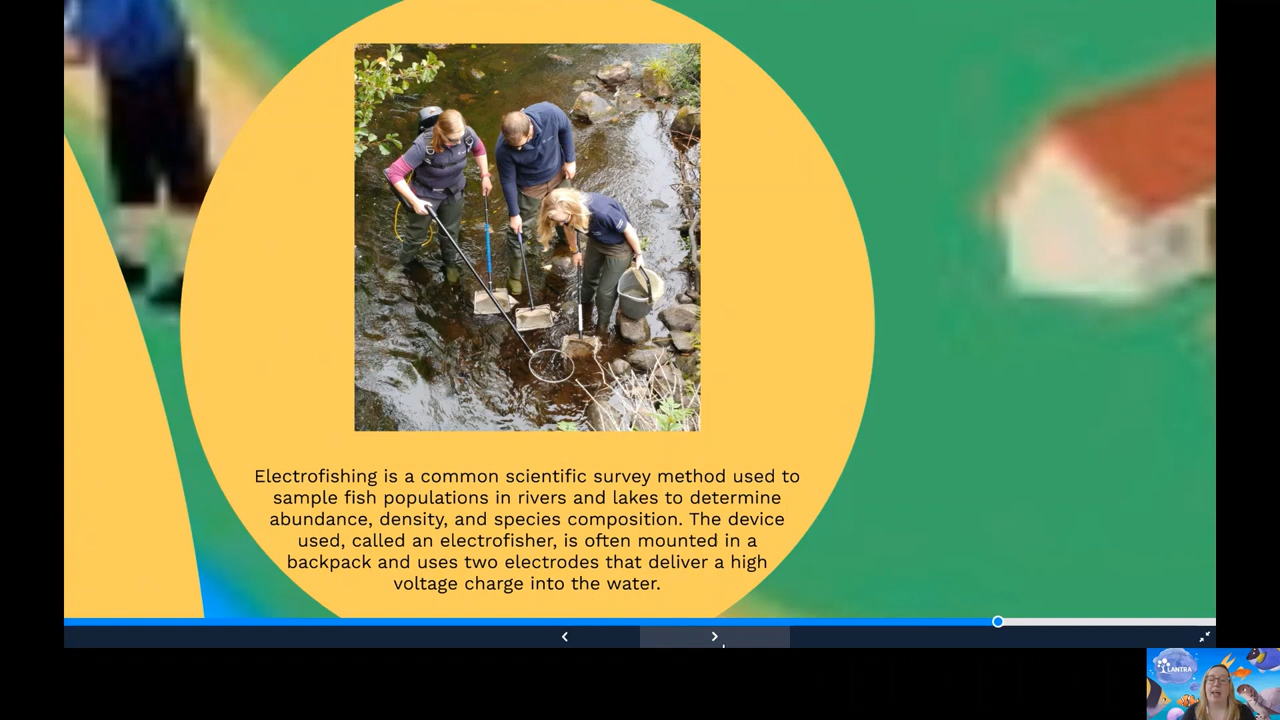 Electrofishing is a common scientific survey method used to
sample fish populations in rivers and lakes to determine
abundance, density, and species composition. The device
used, called an electrofisher, is often mounted in a
backpack and uses two electrodes that deliver a high
voltage charge into the water.
LANTRA